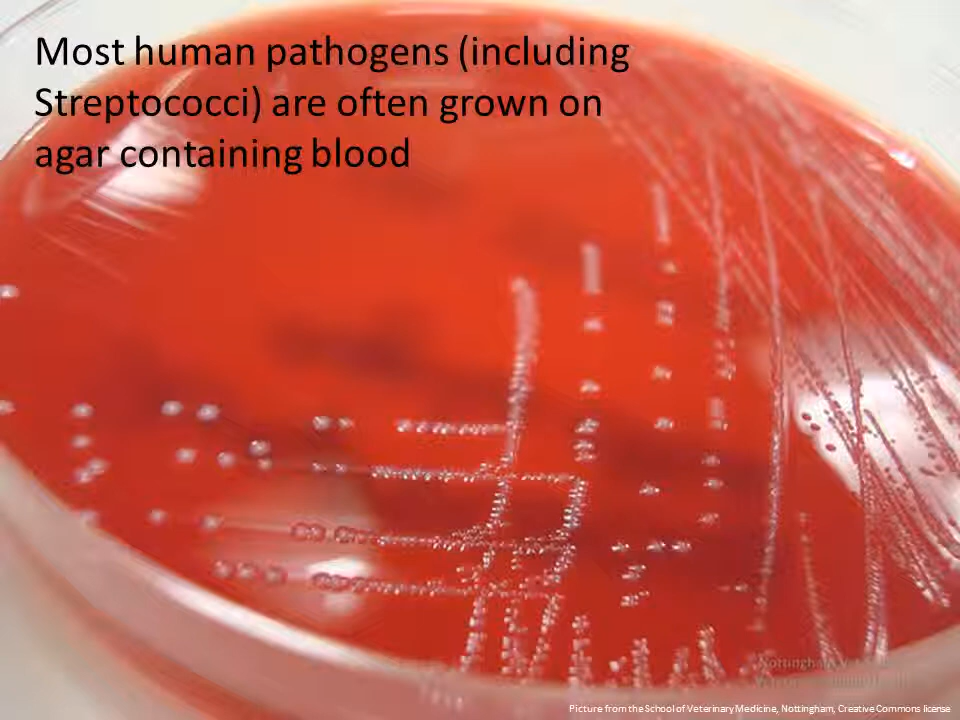 Most human pathogens (including
Streptococci) are often grown on
agar containing blood
Picture from the School of Veterinary Medicine, Nottingham, Creative Commons license